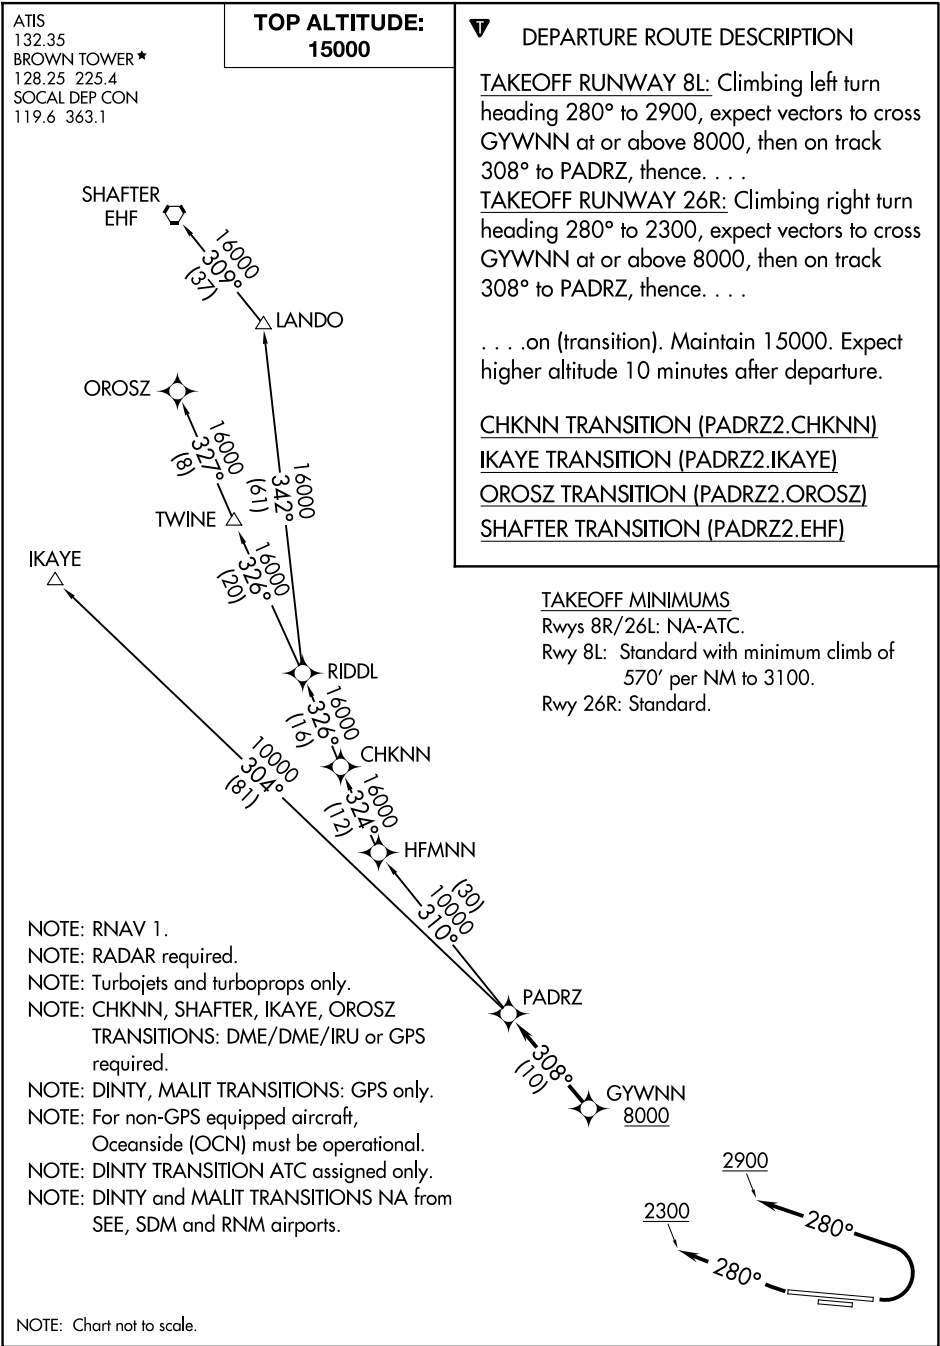 ATIS
132.35
BROWN TOWER★
128.25 225.4
SOCAL DEP CON
119.6 363.1
TOP ALTITUDE:
15000
T
DEPARTURE ROUTE DESCRIPTION
TAKEOFF RUNWAY 8L: Climbing left turn
heading 280° to 2900, expect vectors to cross
GYWNN at or above 8000, then on track
308° to PADRZ, thence. . . .
TAKEOFF RUNWAY 26R: Climbing right turn
heading 280° to 2300, expect vectors to cross
GYWNN at or above 8000, then on track
308° to PADRZ, thence. . . .
. . . .on (transition). Maintain 15000. Expect
higher altitude 10 minutes after departure.
CHKNN TRANSITION (PADRZ2.CHKNN)
IKAYE TRANSITION (PADRZ2.IKAYE)
OROSZ TRANSITION (PADRZ2.OROSZ)
SHAFTER TRANSITION (PADRZ2.EHF)
TAKEOFF MINIMUMS
Rwys 8R/26L: NA-ATC.
Rwy 8L: Standard with minimum climb of
570' per NM to 3100.
Rwy 26R: Standard.
SHAFTER
EHF
16000
309°
(37)
LANDO
OROSZ
16000
327°
(8)
16000
342°
(61)
TWINE
16000
326°
(20)
IKAYE
RIDDL
16000
326°
(16)
CHKNN
10000
304°
(81)
16000
324°
(12)
HFMNN
(30)
10000
310°
PADRZ
308°
(10)
GYWNN
8000
2900
280°
2300
280°
NOTE: RNAV 1.
NOTE: RADAR required.
NOTE: Turbojets and turboprops only.
NOTE: CHKNN, SHAFTER, IKAYE, OROSZ
TRANSITIONS: DME/DME/IRU or GPS
required.
NOTE: DINTY, MALIT TRANSITIONS: GPS only.
NOTE: For non-GPS equipped aircraft,
Oceanside (OCN) must be operational.
NOTE: DINTY TRANSITION ATC assigned only.
NOTE: DINTY and MALIT TRANSITIONS NA from
SEE, SDM and RNM airports.
NOTE: Chart not to scale.